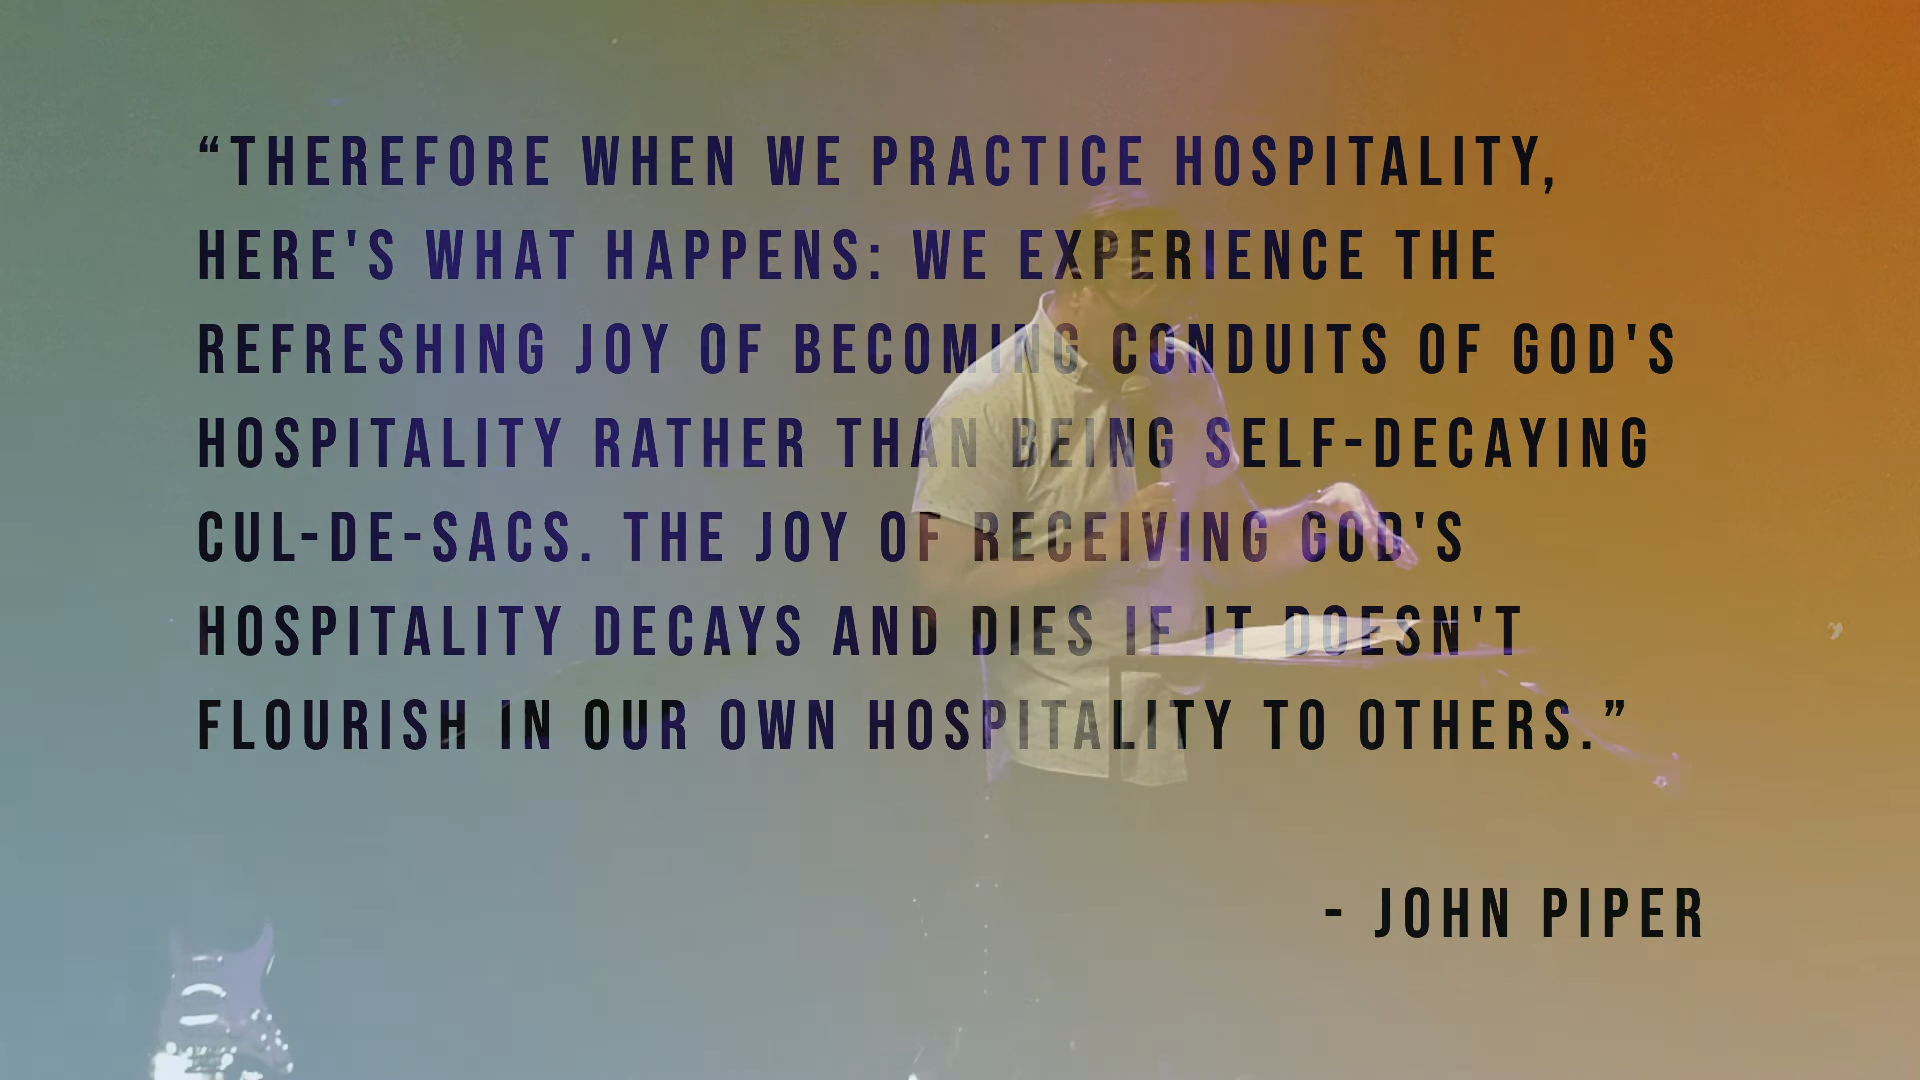 “THEREFORE WHEN WE PRACTICE HOSPITALITY,
HERE'S WHAT HAPPENS: WE EXPERIENCE THE
REFRESHING JOY OF BECOMING CONDUITS OF GOD'S
HOSPITALITY RATHER THAN BEING SELF-DECAYING
CUL-DE-SACS. THE JOY OF RECEIVING GOD'S
HOSPITALITY DECAYS AND DIES IF IT DOESN'T
FLOURISH IN OUR OWN HOSPITALITY TO OTHERS.”
- JOHN PIPER